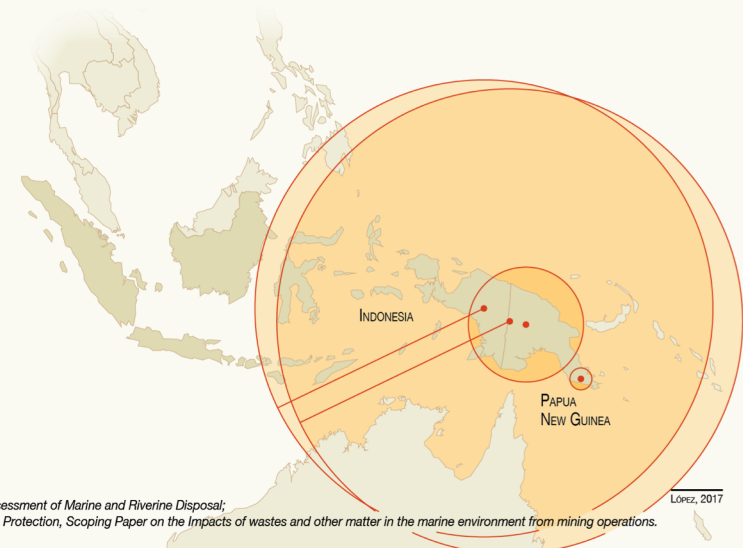 INDONESIA
PAPUA
NEW GUINEA
LÓPEZ, 2017
essment of Marine and Riverine Disposal;
Protection, Scoping Paper on the Impacts of wastes and other matter in the marine environment from mining operations.